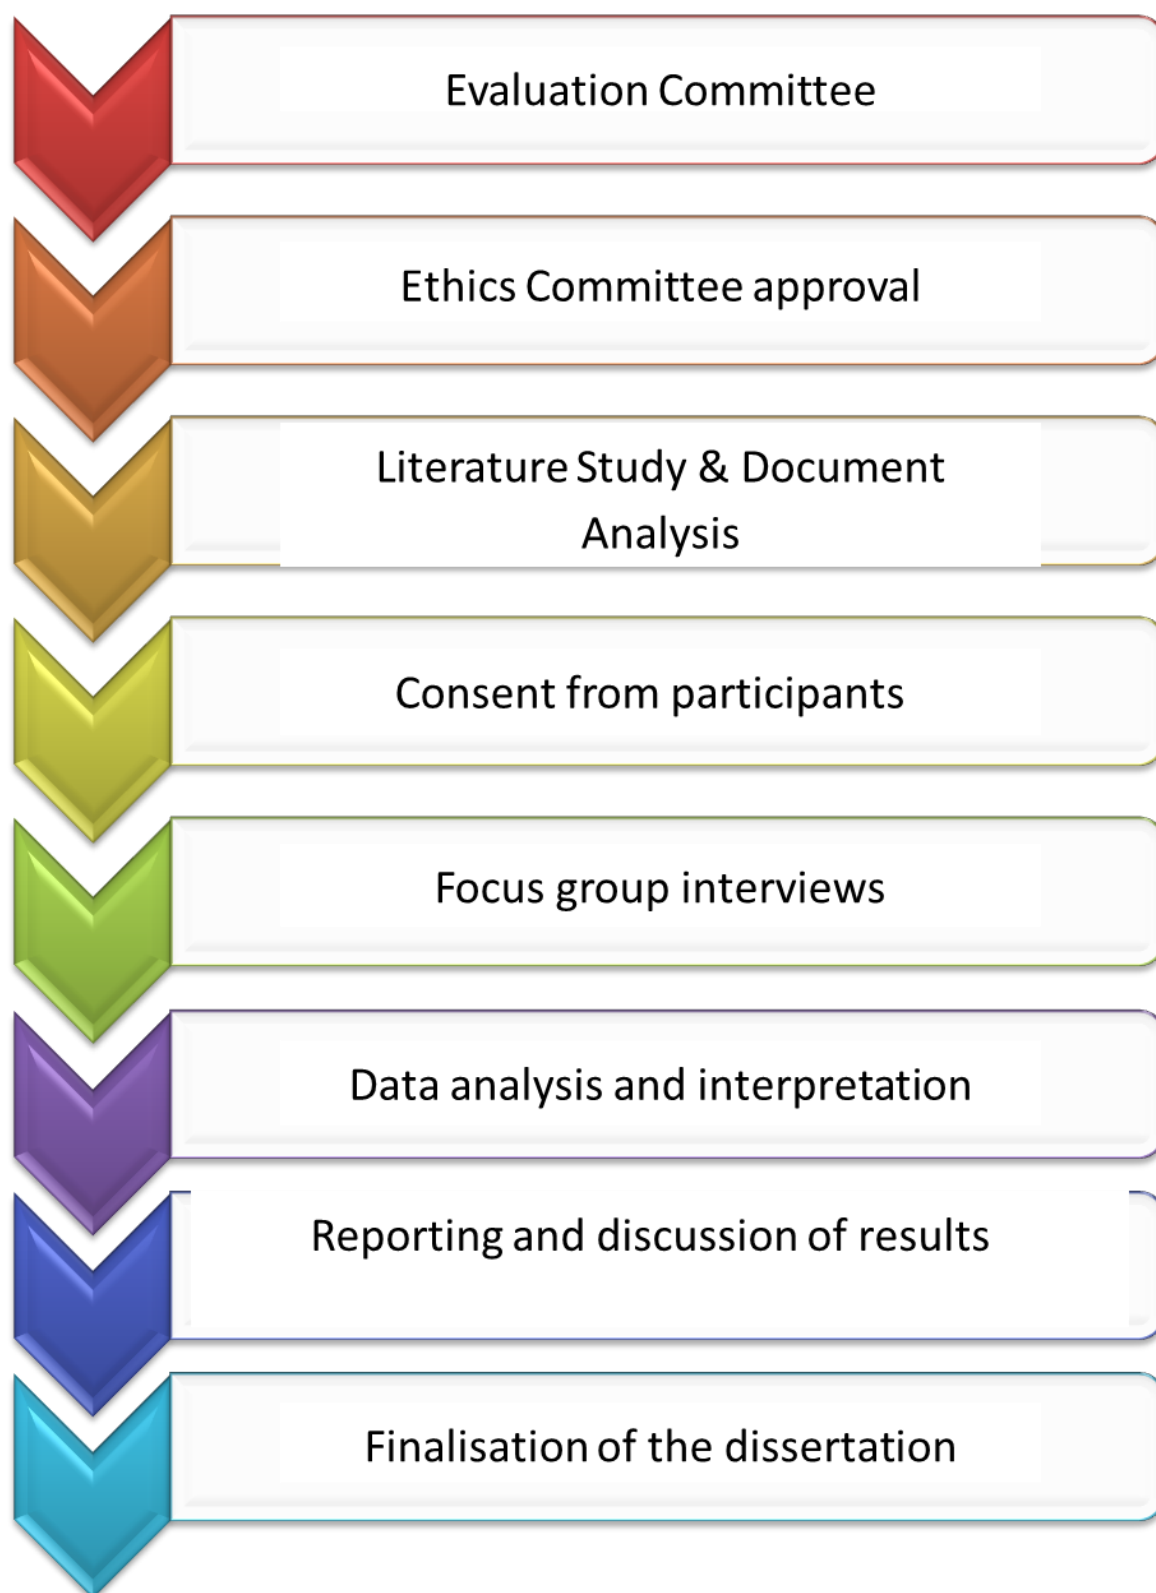 Evaluation Committee
Ethics Committee approval
Literature Study & Document
Analysis
Consent from participants
Focus group interviews
Data analysis and interpretation
Reporting and discussion of results
Finalisation of the dissertation